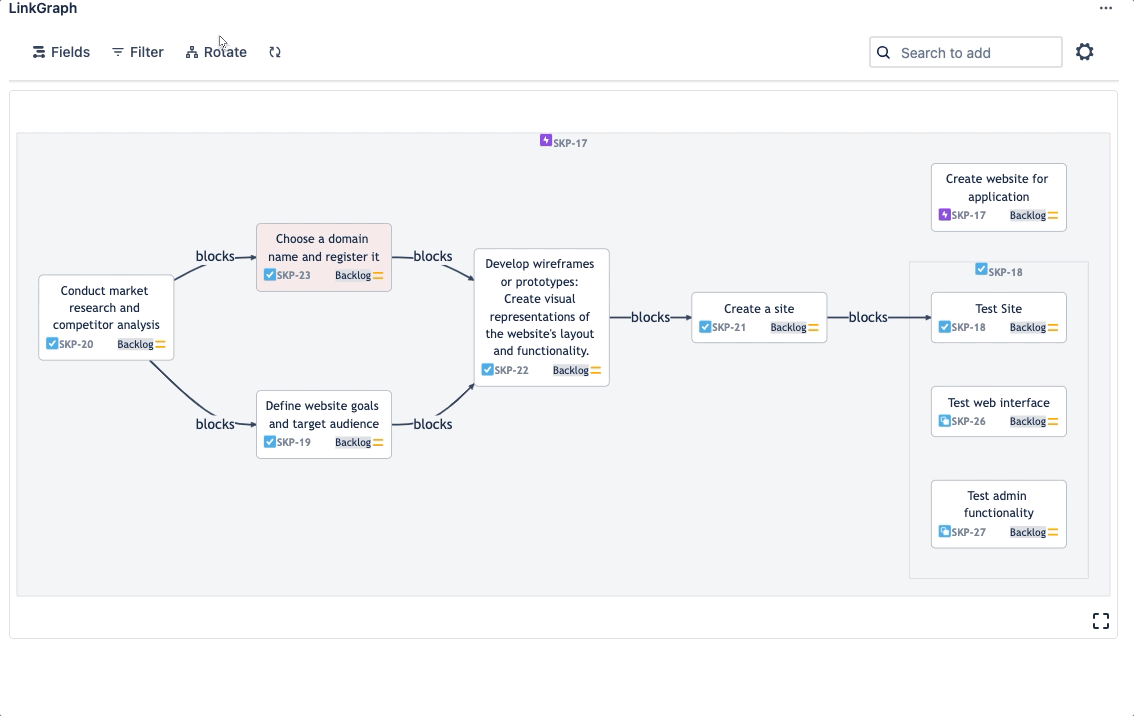 LinkGraph
Fields
Filter
Rotate
Search to add
SKP-17
Create website for
application
SKP-17 Backlog
blocks
Choose a domain
name and register it
SKP-23 Backlog
blocks
Develop wireframes
or prototypes:
Create visual
representations of
the website's layout
and functionality.
SKP-22 Backlog
Conduct market
research and
competitor analysis
SKP-20 Backlog
blocks
Create a site
SKP-21 Backlog
blocks
SKP-18
Test Site
SKP-18 Backlog
blocks
Define website goals
and target audience
SKP-19 Backlog
blocks
Test web interface
SKP-26 Backlog
Test admin
functionality
SKP-27 Backlog